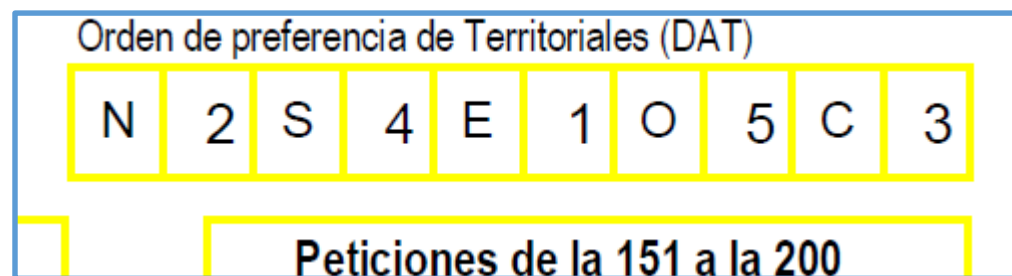 Orden de preferencia de Territoriales (DAT)
N 2 S 4 E 1 O 5 C 3
Peticiones de la 151 a la 200